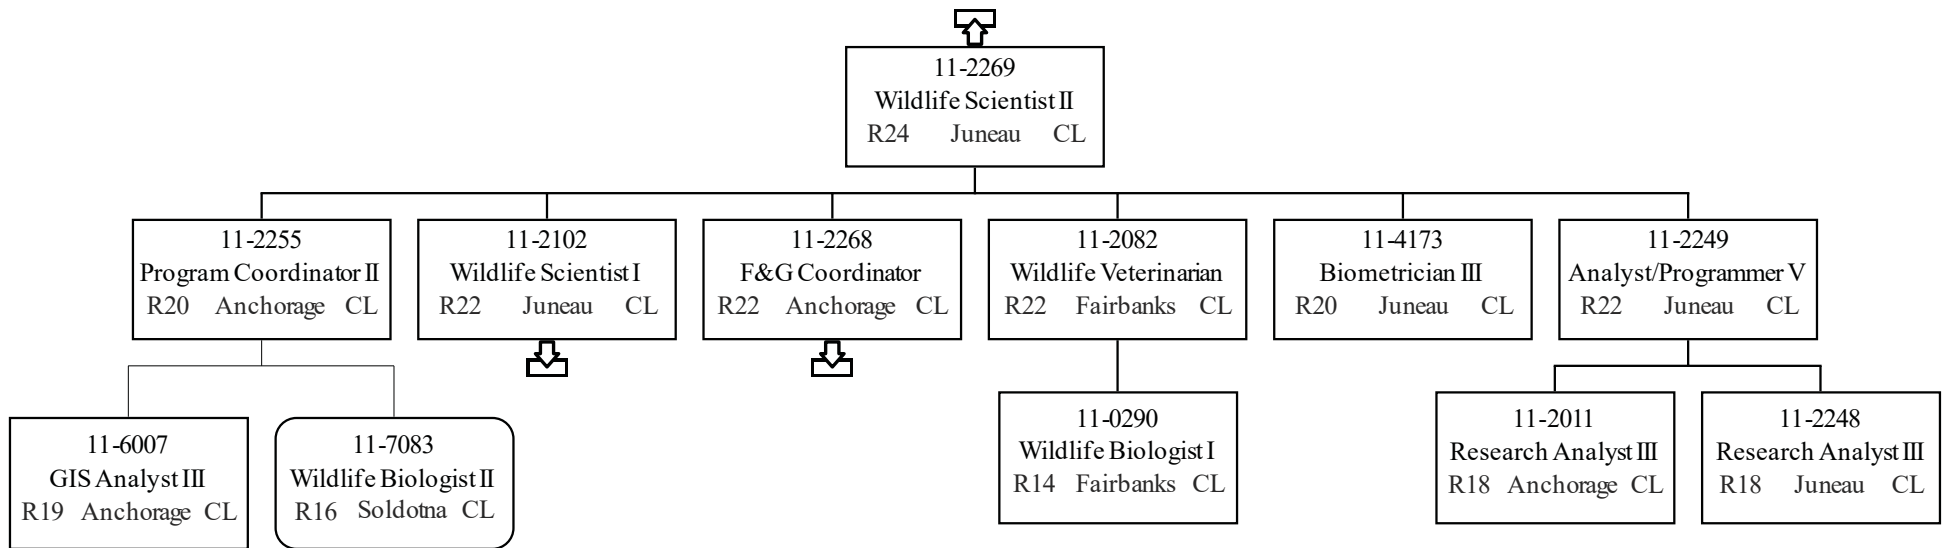 11-2269
Wildlife Scientist II
R24 Juneau CL
11-2255
Program Coordinator II
R20 Anchorage CL
11-2102
Wildlife Scientist I
R22 Juneau CL
11-2268
F&G Coordinator
R22 Anchorage CL
11-2082
Wildlife Veterinarian
R22 Fairbanks CL
11-4173
Biometrician III
R20 Juneau CL
11-2249
Analyst/Programmer V
R22 Juneau CL
11-6007
GIS Analyst III
R19 Anchorage CL
11-7083
Wildlife Biologist II
R16 Soldotna CL
11-0290
Wildlife Biologist I
R14 Fairbanks CL
11-2011
Research Analyst III
R18 Anchorage CL
11-2248
Research Analyst III
R18 Juneau CL